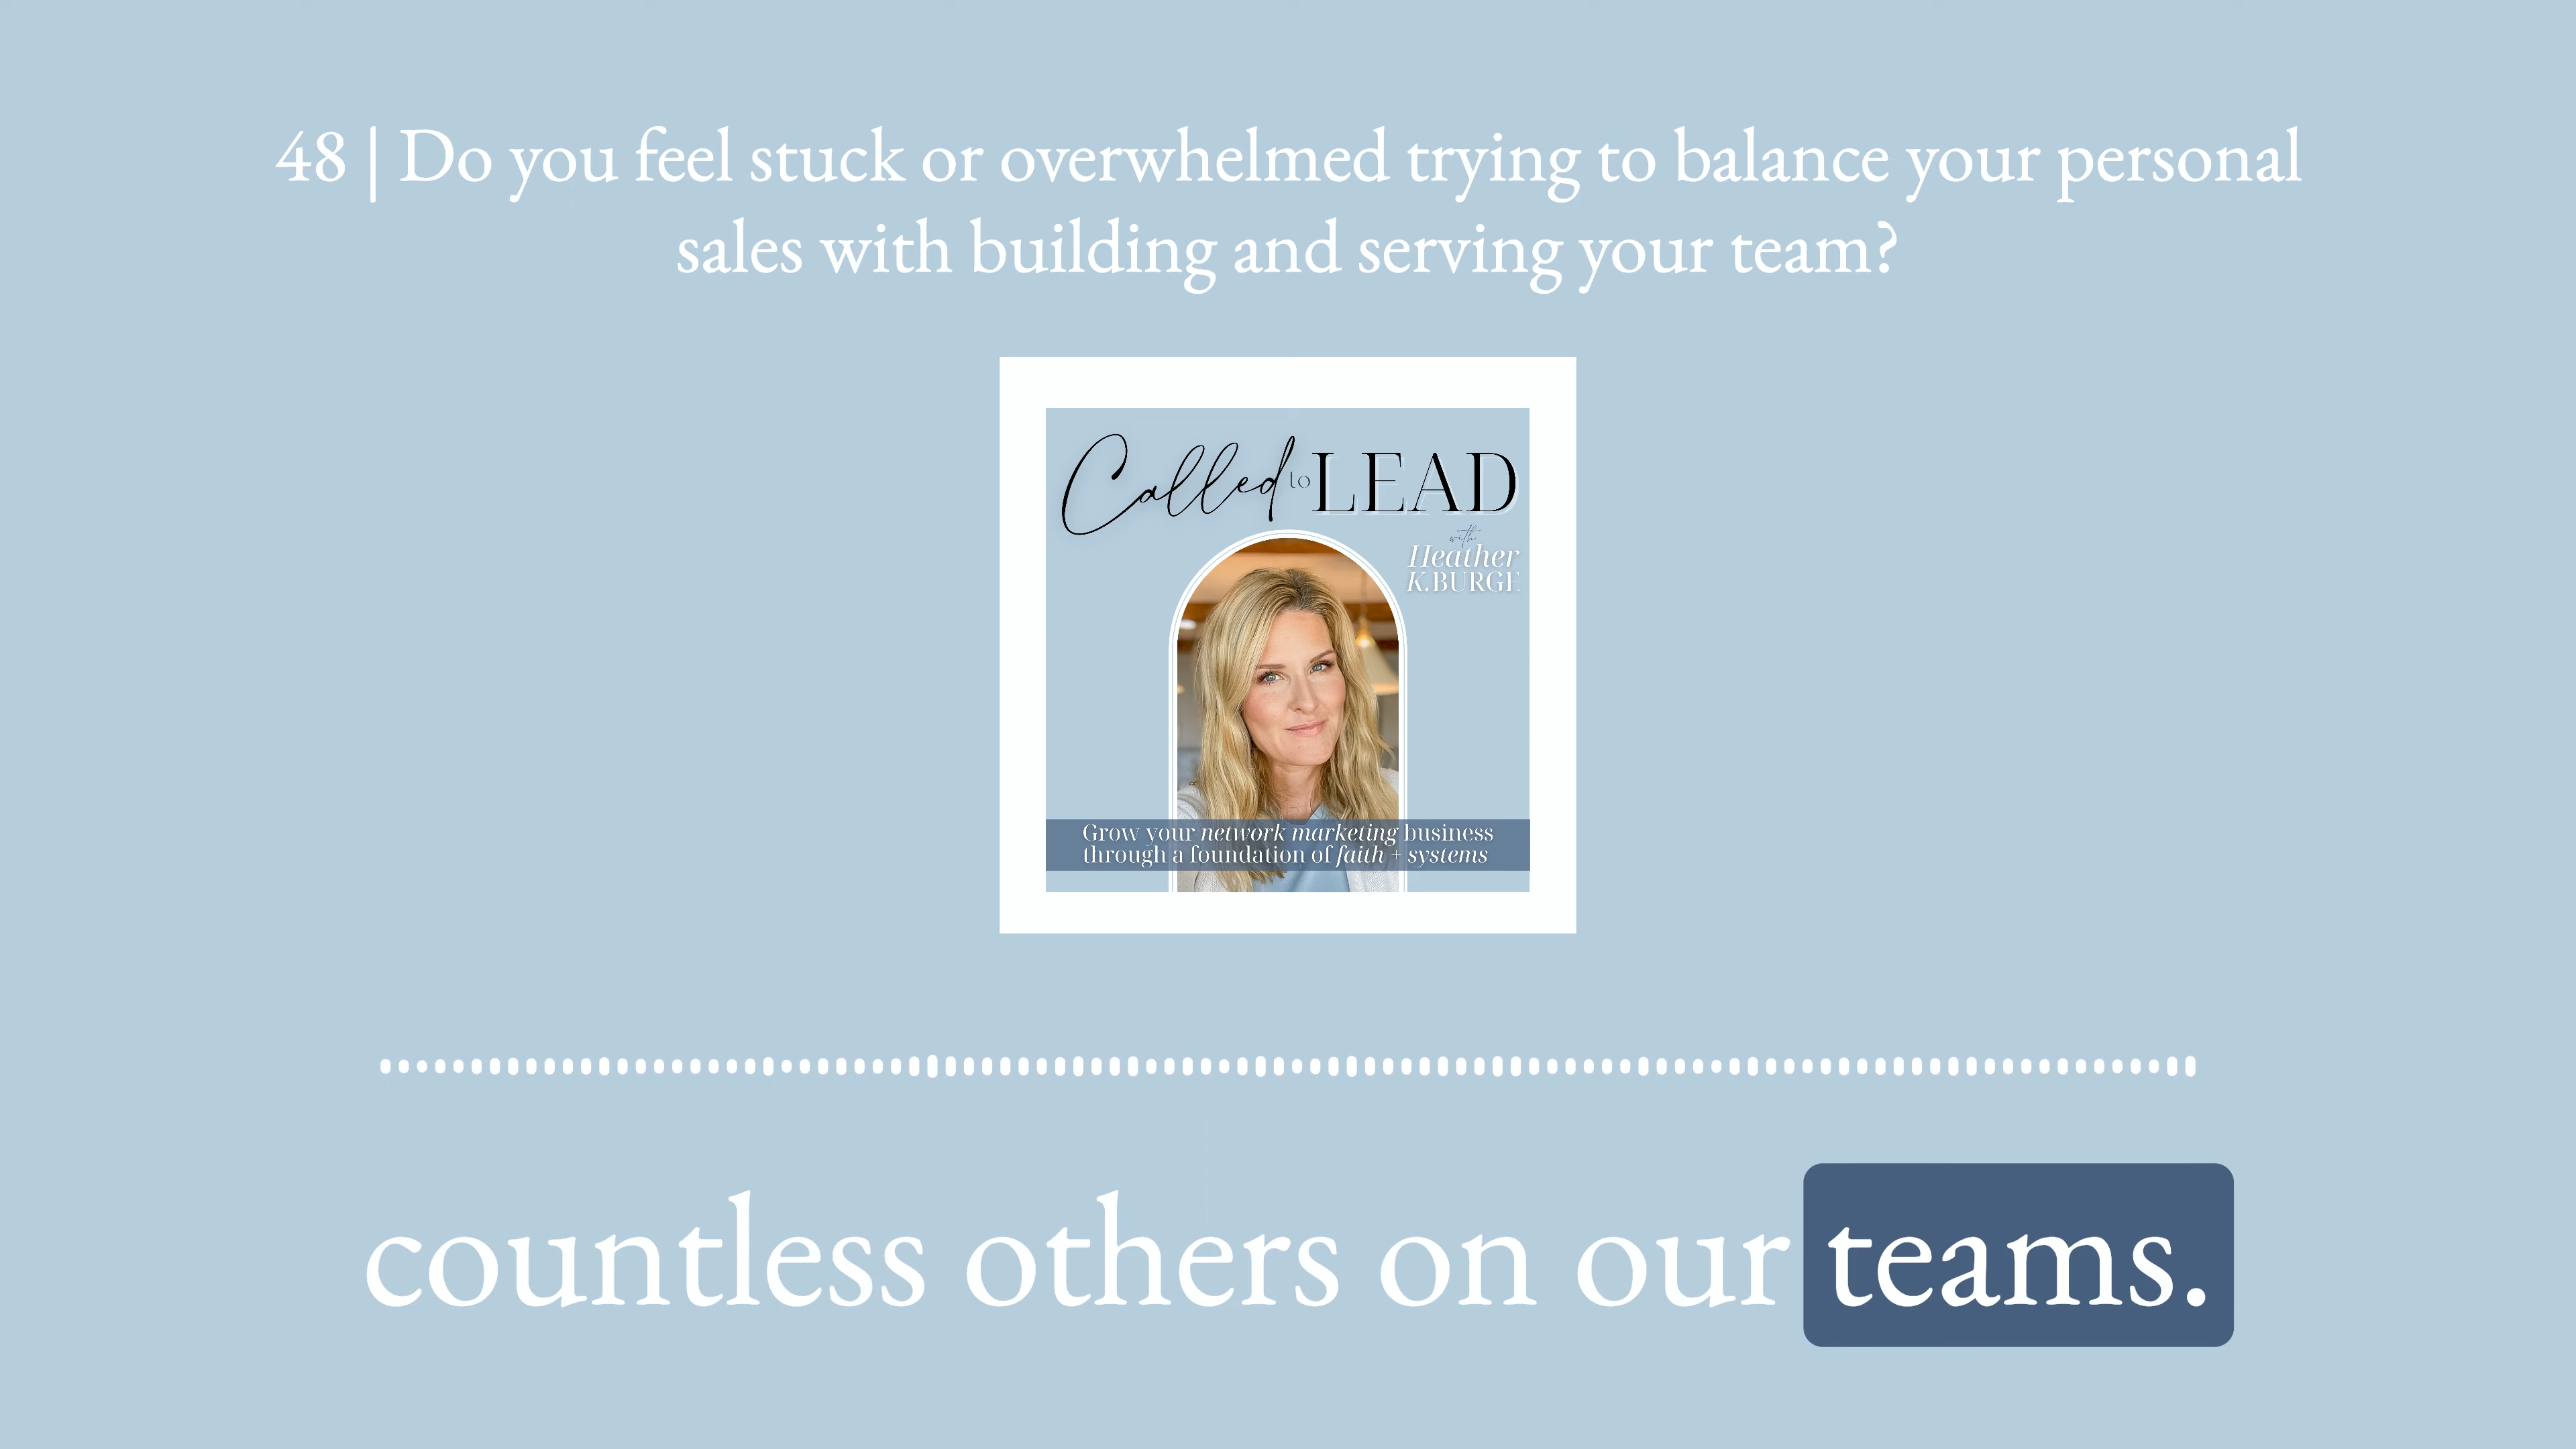 48 | Do you feel stuck or overwhelmed trying to balance your personal
sales with building and serving your team?
Called to LEAD
with
Heather
K.BURGE
Grow your network marketing business
through a foundation of faith + systems
countless others on our teams.